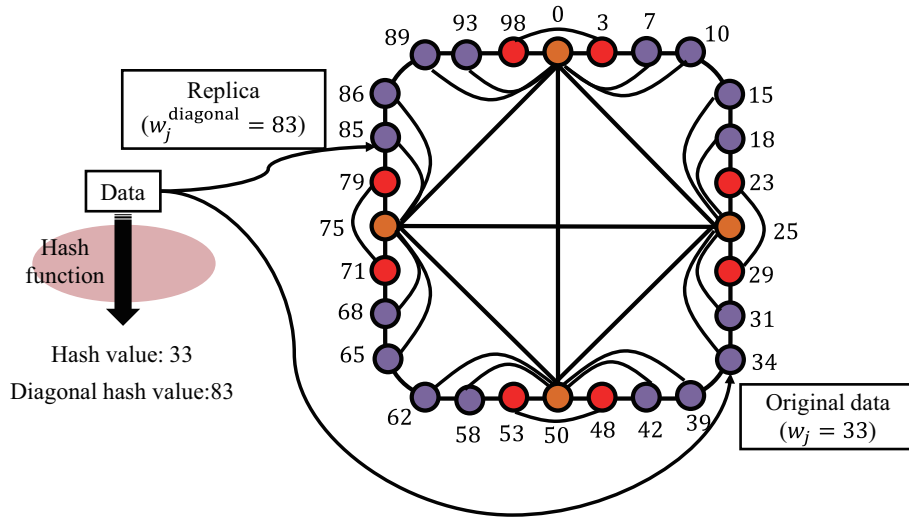 98 0 3 7
93 10
89
Replica
(w_j^diagonal = 83)
86
15
85
18
79
23
Data
75
25
Hash
function
71
29
68
31
65
34
Hash value: 33
Diagonal hash value:83
62
58
53
50
48
42
39
Original data
(w_j = 33)